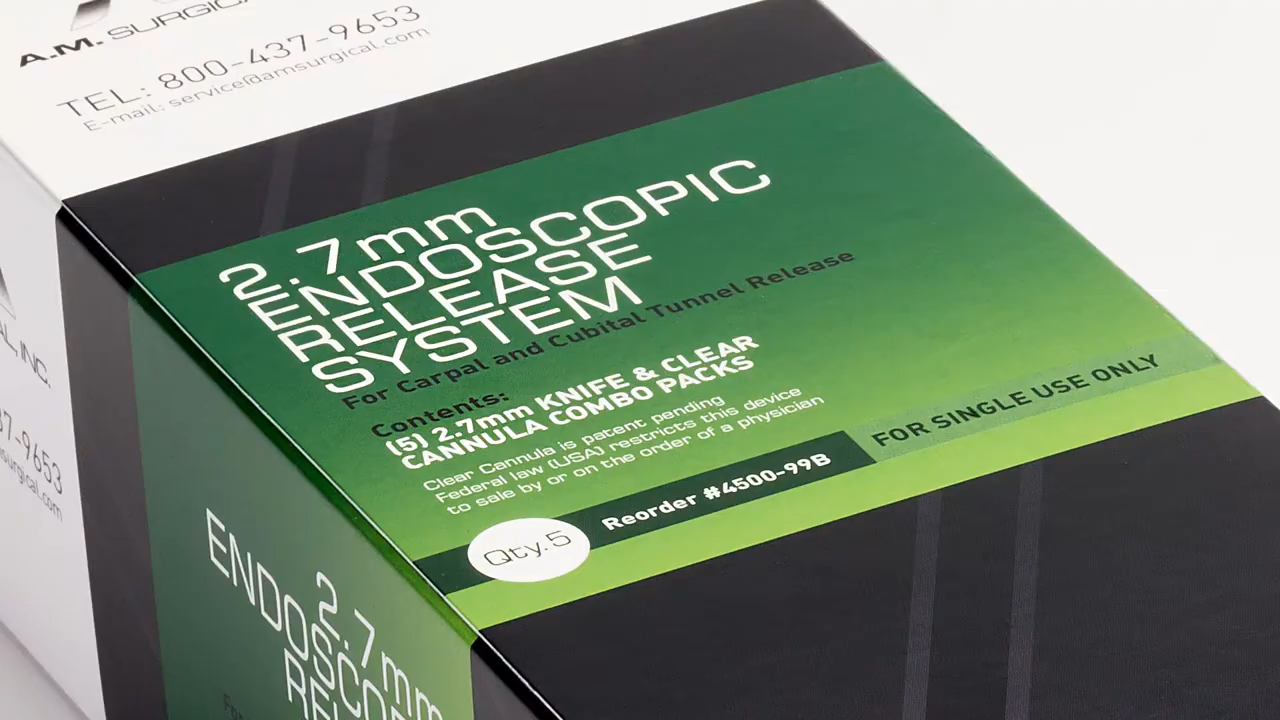 A.M. SURGICA
TEL: 800-437-9653
E-mail: service@amsurgical.com
2.7mm
ENDOSCOPIC
RELEASE
SYSTEM
For Carpal and Cubital Tunnel Release
Contents:
(5) 2.7mm KNIFE & CLEAR
CANNULA COMBO PACKS
Clear Cannula is patent pending
Federal law (USA) restricts this device
to sale by or on the order of a physician
Qty. 5
Reorder #4500-99B
FOR SINGLE USE ONLY
AL, INC.
37-9653
surgical.com
2.7mm
ENDOSCOP
RELE